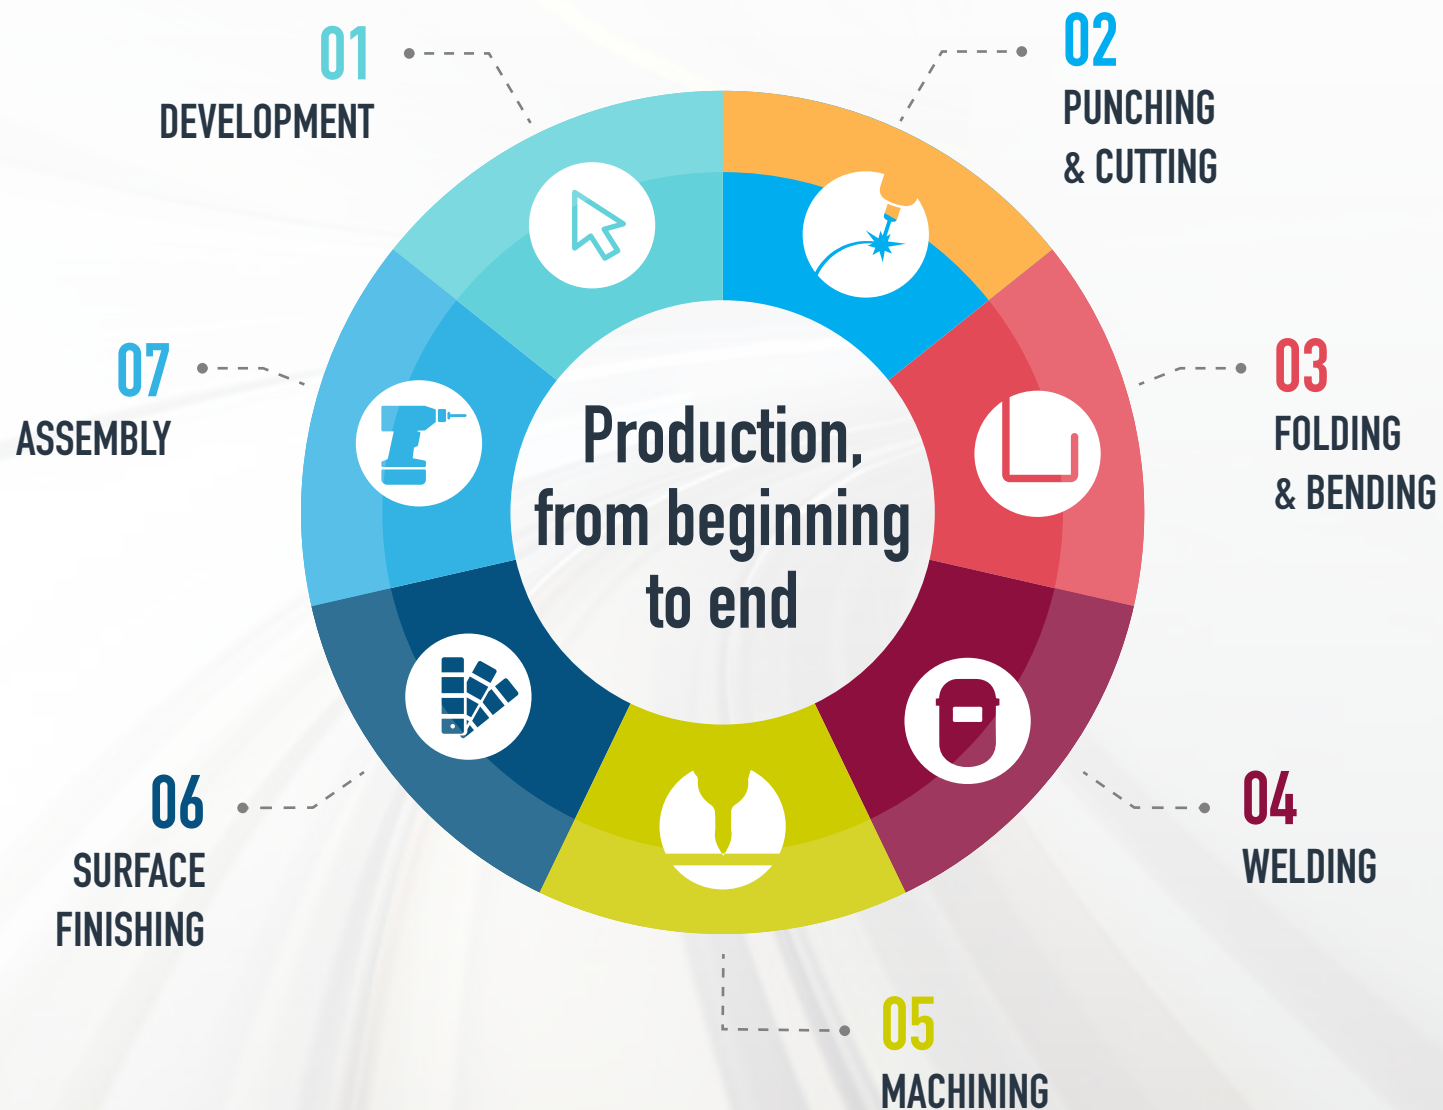 01
DEVELOPMENT
02
PUNCHING
& CUTTING
03
FOLDING
& BENDING
04
WELDING
05
MACHINING
06
SURFACE
FINISHING
07
ASSEMBLY
Production,
from beginning
to end